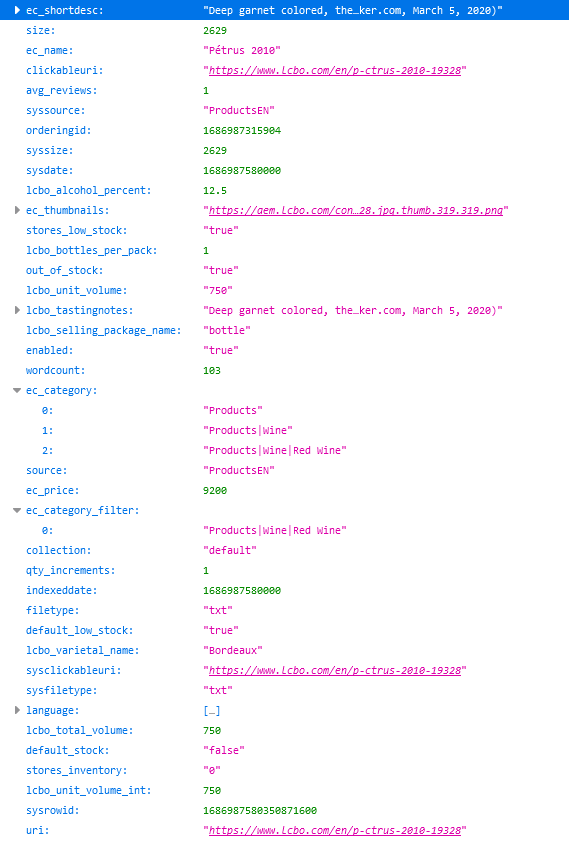 ec_shortdesc: "Deep garnet colored, the…ker.com, March 5, 2020)"
size: 2629
ec_name: "Pétrus 2010"
clickableuri: "https://www.lcbo.com/en/p-ctrus-2010-19328"
avg_reviews: 1
syssource: "ProductsEN"
orderingid: 1686987315904
syssize: 2629
sysdate: 1686987580000
lcbo_alcohol_percent: 12.5
ec_thumbnails: "https://aem.lcbo.com/con…28.jpg.thumb.319.319.png"
stores_low_stock: "true"
lcbo_bottles_per_pack: 1
out_of_stock: "true"
lcbo_unit_volume: "750"
lcbo_tastingnotes: "Deep garnet colored, the…ker.com, March 5, 2020)"
lcbo_selling_package_name: "bottle"
enabled: "true"
wordcount: 103
ec_category:
0: "Products"
1: "Products|Wine"
2: "Products|Wine|Red Wine"
source: "ProductsEN"
ec_price: 9200
ec_category_filter:
0: "Products|Wine|Red Wine"
collection: "default"
qty_increments: 1
indexeddate: 1686987580000
filetype: "txt"
default_low_stock: "true"
lcbo_varietal_name: "Bordeaux"
sysclickableuri: "https://www.lcbo.com/en/p-ctrus-2010-19328"
sysfiletype: "txt"
language: […]
lcbo_total_volume: 750
default_stock: "false"
stores_inventory: "0"
lcbo_unit_volume_int: 750
sysrowid: 1686987580350871600
uri: "https://www.lcbo.com/en/p-ctrus-2010-19328"